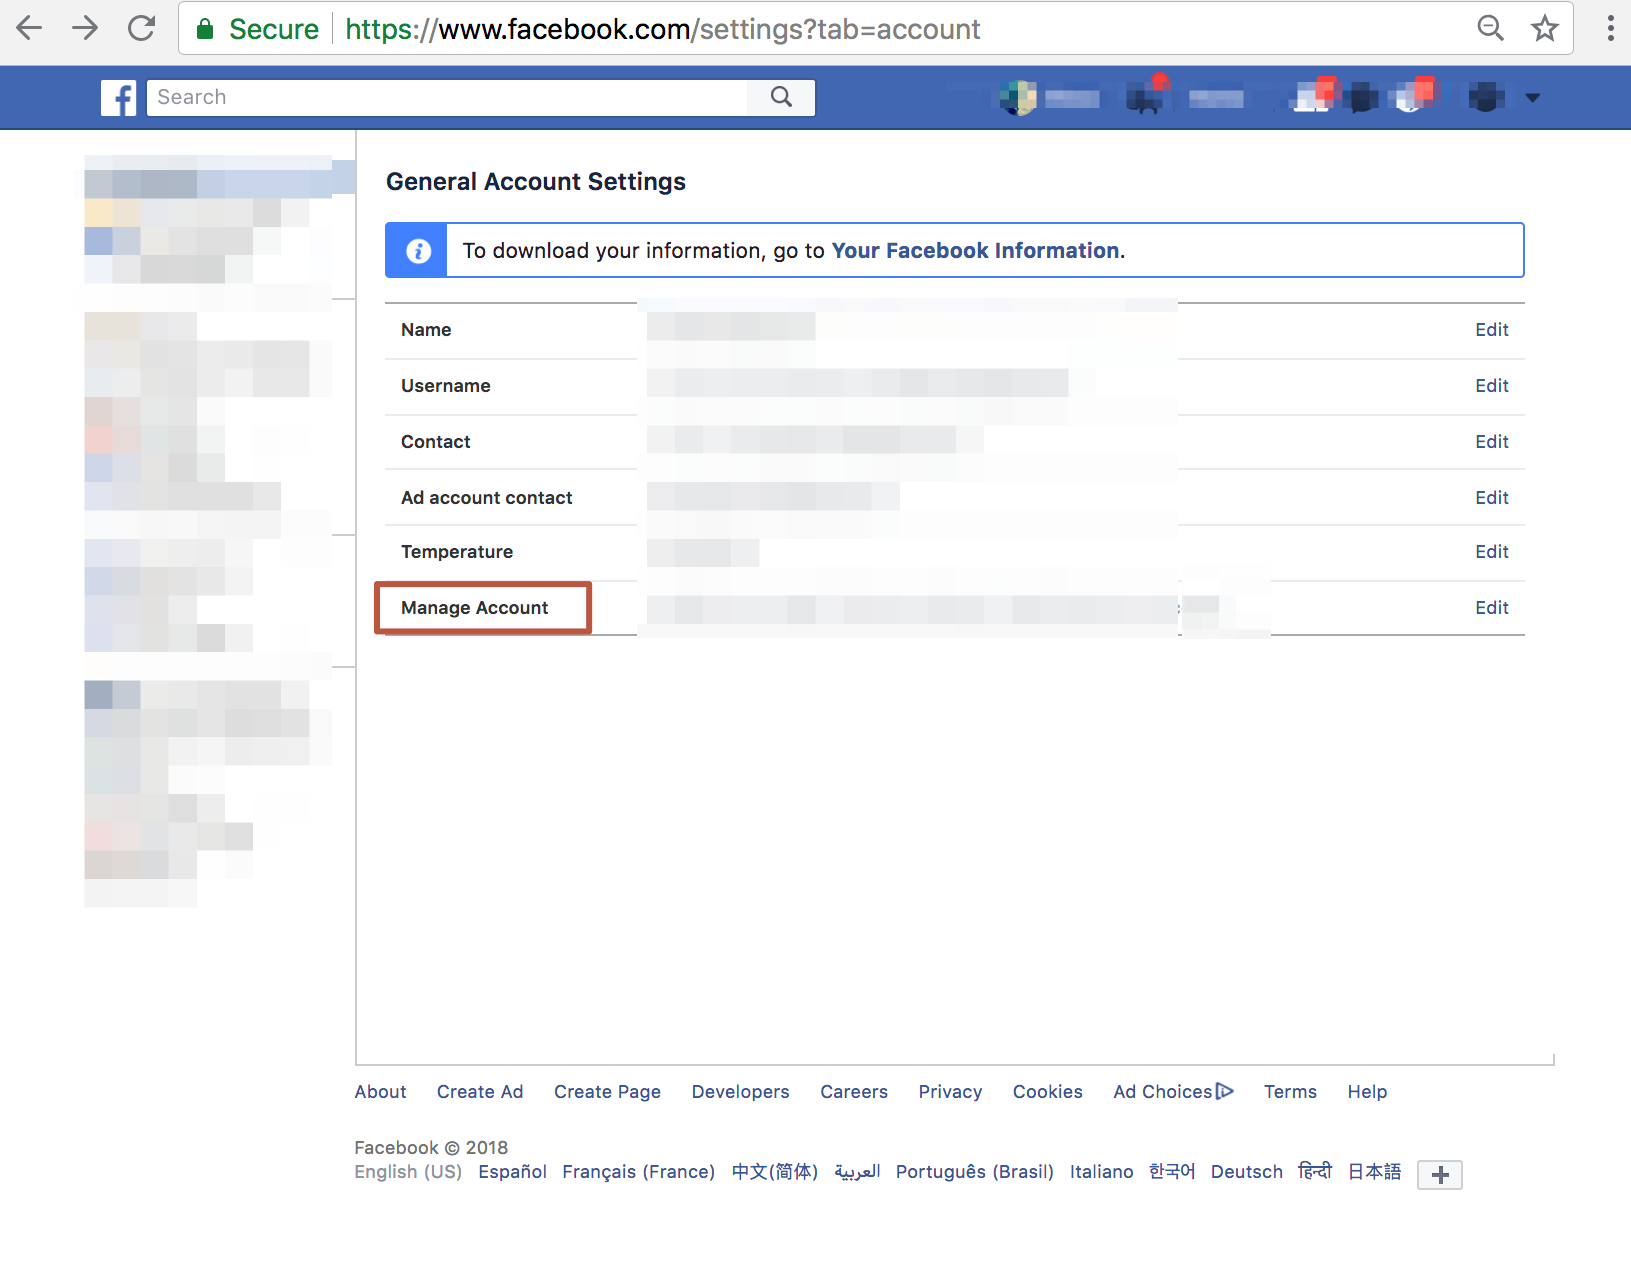 Secure https://www.facebook.com/settings?tab=account
f Search
General Account Settings
i To download your information, go to Your Facebook Information.
Name Edit
Username Edit
Contact Edit
Ad account contact Edit
Temperature Edit
Manage Account Edit
About Create Ad Create Page Developers Careers Privacy Cookies Ad Choices Terms Help
Facebook © 2018
English (US) Español Français (France) 中文(简体) العربية Português (Brasil) Italiano 한국어 Deutsch हिन्दी 日本語 +